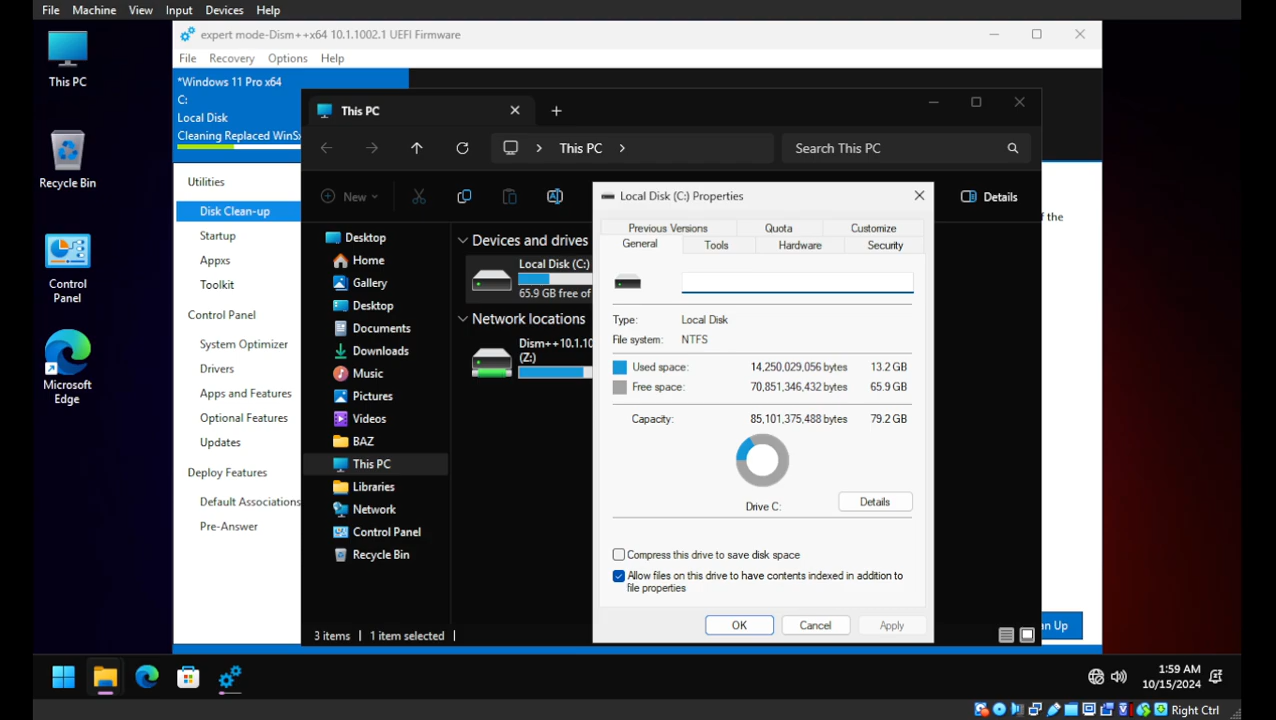 File Machine View Input Devices Help
This PC
Recycle Bin
Control
Panel
Microsoft
Edge
expert mode-Dism++x64 10.1.1002.1 UEFI Firmware
File Recovery Options Help
*Windows 11 Pro x64
C:
Local Disk
Cleaning Replaced WinSx
Utilities
Disk Clean-up
Startup
Appxs
Toolkit
Control Panel
System Optimizer
Drivers
Apps and Features
Optional Features
Updates
Deploy Features
Default Associations
Pre-Answer
of the
an Up
This PC
This PC
Search This PC
New
Details
Desktop
Home
Gallery
Desktop
Documents
Downloads
Music
Pictures
Videos
BAZ
This PC
Libraries
Network
Control Panel
Recycle Bin
Devices and drives
Local Disk (C:)
65.9 GB free of
Network locations
Dism++10.1.10
(Z:)
3 items 1 item selected
Local Disk (C:) Properties
Previous Versions Quota Customize
General Tools Hardware Security
Type: Local Disk
File system: NTFS
Used space: 14,250,029,056 bytes 13.2 GB
Free space: 70,851,346,432 bytes 65.9 GB
Capacity: 85,101,375,488 bytes 79.2 GB
Drive C:
Details
Compress this drive to save disk space
Allow files on this drive to have contents indexed in addition to
file properties
OK Cancel Apply
1:59 AM
10/15/2024
Right Ctrl